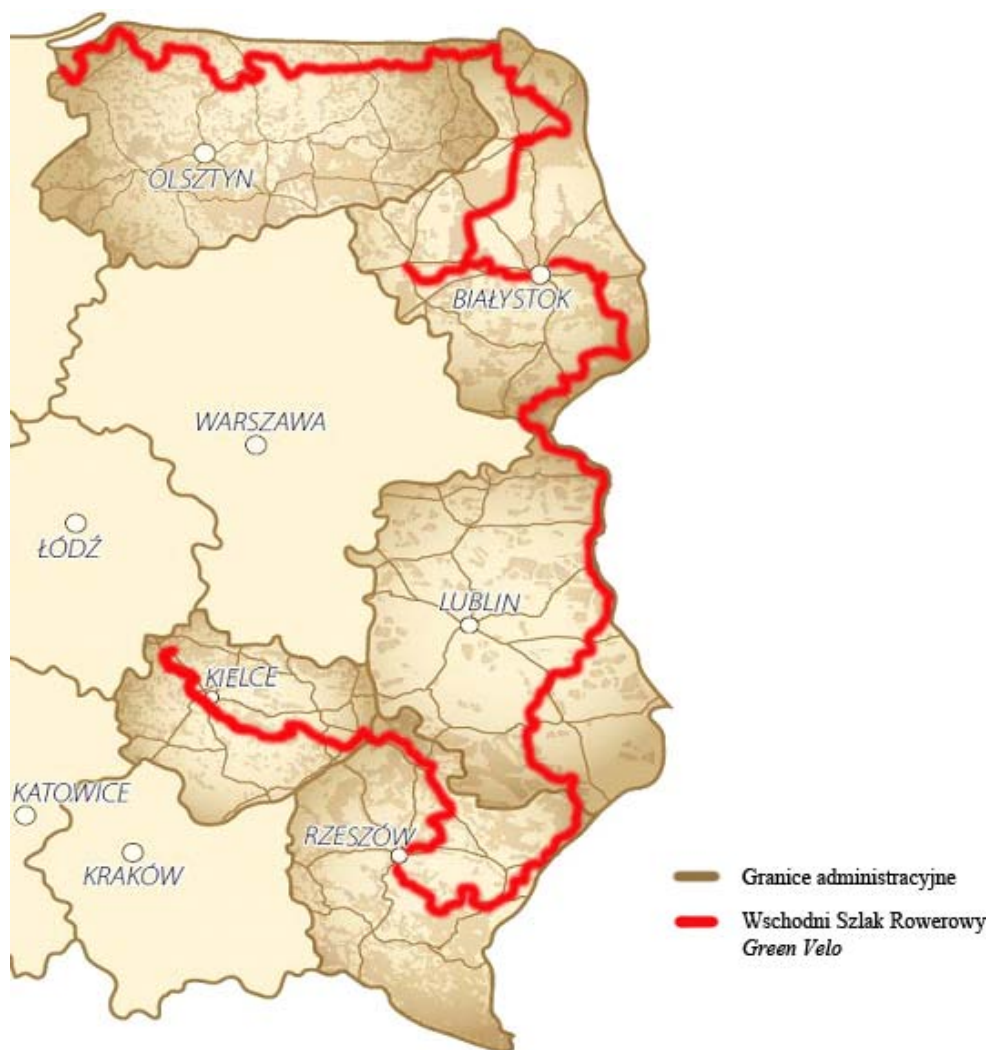 OLSZTYN
BIAŁYSTOK
WARSZAWA
ŁÓDŹ
LUBLIN
KIELCE
KATOWICE
RZESZÓW
KRAKÓW
Granice administracyjne
Wschodni Szlak Rowerowy
Green Velo